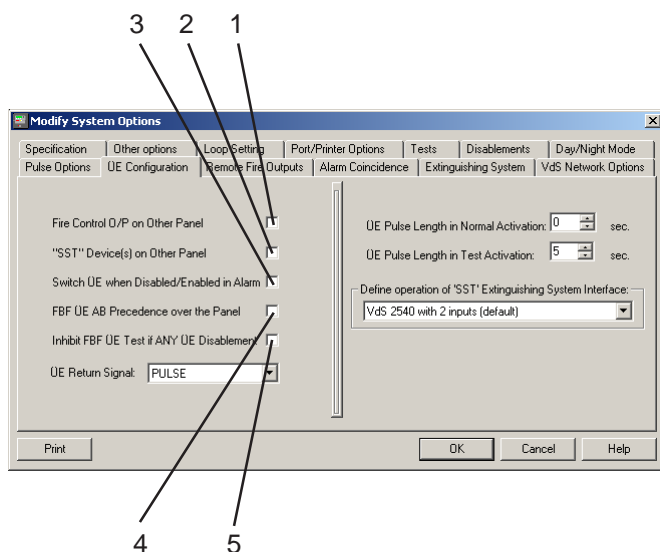 3 2 1
Modify System Options
Specification Other options Loop Setting Port/Printer Options Tests Disablements Day/Night Mode
Pulse Options ÜE Configuration Remote Fire Outputs Alarm Coincidence Extinguishing System VdS Network Options
Fire Control O/P on Other Panel
"SST" Device(s) on Other Panel
Switch ÜE when Disabled/Enabled in Alarm
FBF ÜE AB Precedence over the Panel
Inhibit FBF ÜE Test if ANY ÜE Disablement
ÜE Return Signal: PULSE
ÜE Pulse Length in Normal Activation: 0 sec.
ÜE Pulse Length in Test Activation: 5 sec.
Define operation of 'SST' Extinguishing System Interface:
VdS 2540 with 2 inputs (default)
Print OK Cancel Help
4 5